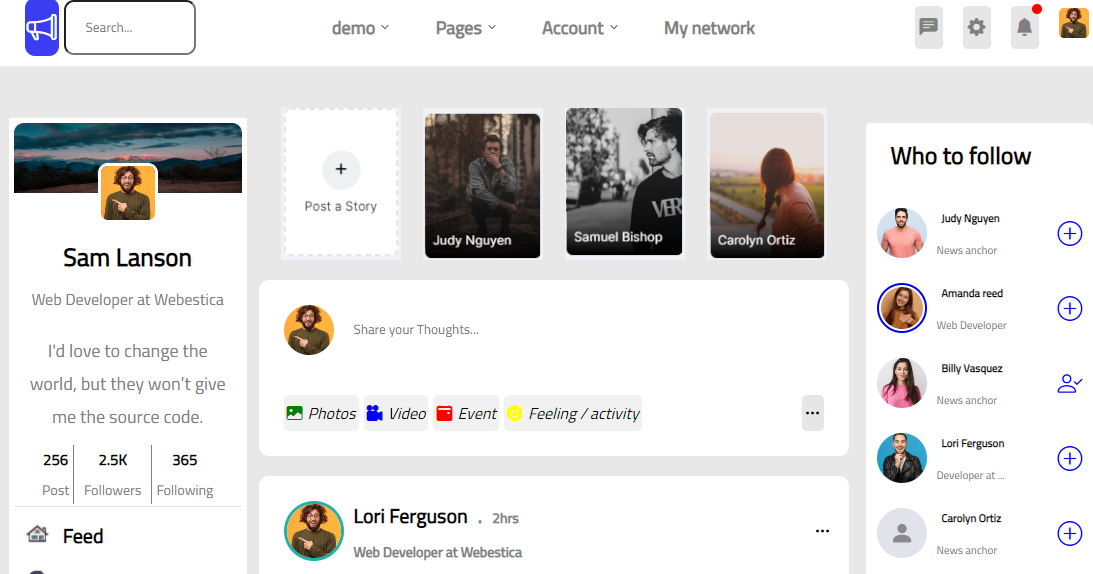 Search...
demo
Pages
Account
My network
Sam Lanson
Web Developer at Webestica
I'd love to change the
world, but they won't give
me the source code.
256
Post
2.5K
Followers
365
Following
Feed
+
Post a Story
Judy Nguyen
VER
Samuel Bishop
Carolyn Ortiz
Share your Thoughts...
Photos
Video
Event
Feeling / activity
Lori Ferguson . 2hrs
Web Developer at Webestica
Who to follow
Judy Nguyen
News anchor
Amanda reed
Web Developer
Billy Vasquez
News anchor
Lori Ferguson
Developer at ...
Carolyn Ortiz
News anchor